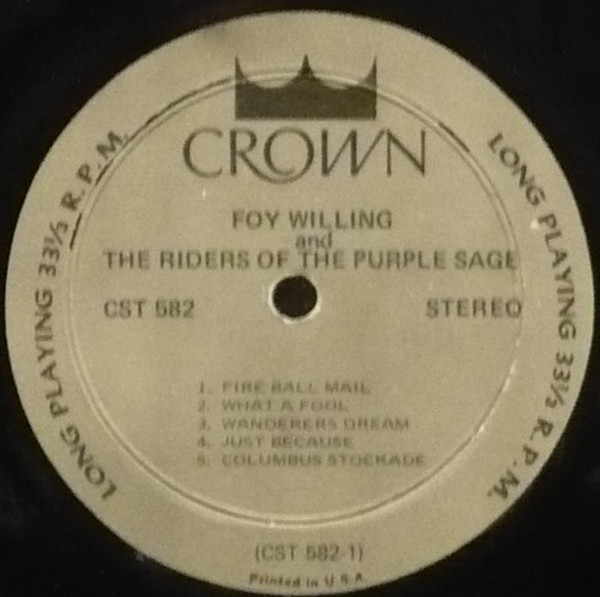 CROWN
LONG PLAYING 33⅓ R.P.M.
LONG PLAYING 33⅓ R.P.M.
FOY WILLING
and
THE RIDERS OF THE PURPLE SAGE
CST 582
STEREO
1. FIRE BALL MAIL
2. WHAT A FOOL
3. WANDERERS DREAM
4. JUST BECAUSE
5. COLUMBUS STOCKADE
(CST 582-1)
Printed in U.S.A.